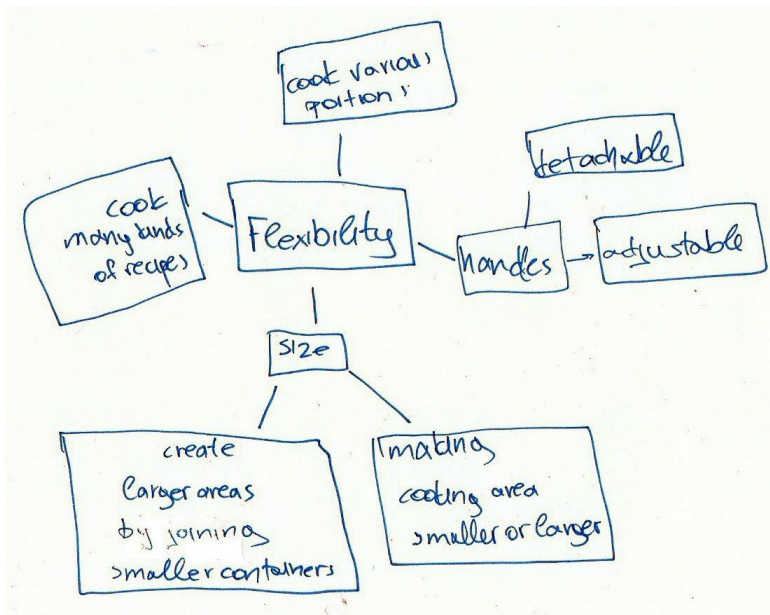 cook various
portions
detachable
cook
many kinds
of recipes
Flexibility
handles
adjustable
size
create
larger areas
by joining
smaller containers
making
cooking area
smaller or larger